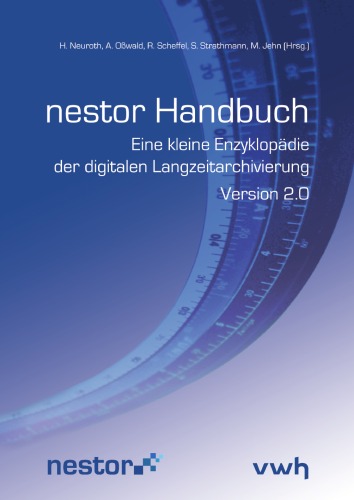 H. Neuroth, A. Oßwald, R. Scheffel, S. Strathmann, M. Jehn (Hrsg.)
nestor Handbuch
Eine kleine Enzyklopädie
der digitalen Langzeitarchivierung
Version 2.0
nestor
vwh